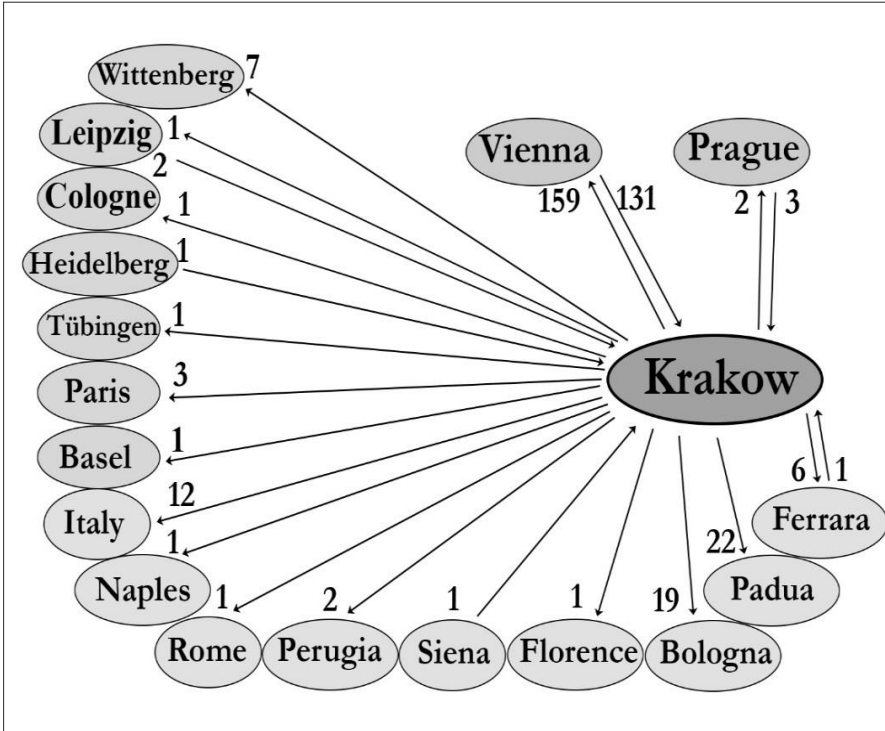 Wittenberg 7
Leipzig 1
2
Cologne 1
Heidelberg 1
Tübingen 1
Paris 3
Basel 1
Italy 12
Naples 1
Rome 1
Perugia 2
Siena 1
Florence 1
Bologna 19
Padua 22
Ferrara 6 1
Krakow
Vienna
159 131
Prague
2 3